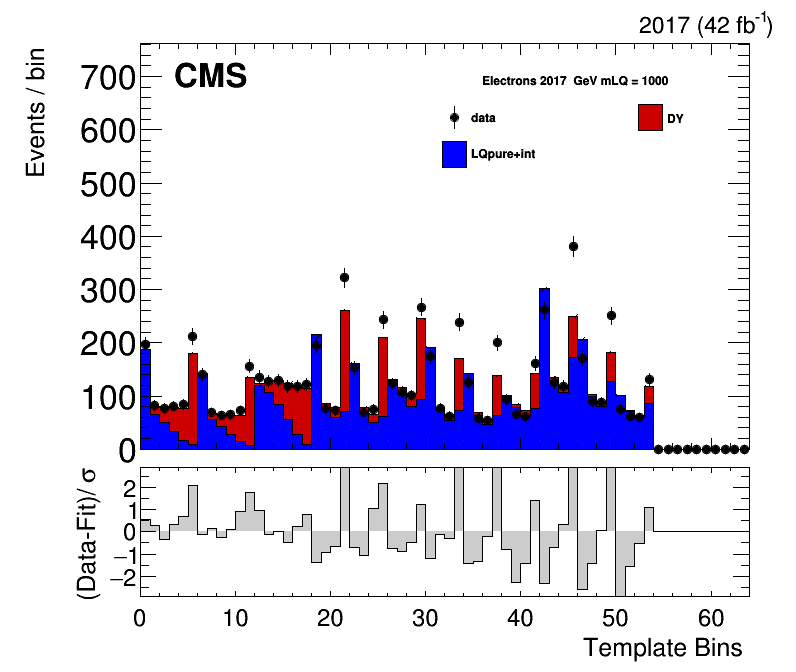 2017 (42 fb-1)
Events / bin
CMS
Electrons 2017 GeV mLQ = 1000
data
DY
LQpure+int
700
600
500
400
300
200
100
0
(Data-Fit)/ σ
2
1
0
−1
−2
0 10 20 30 40 50 60
Template Bins